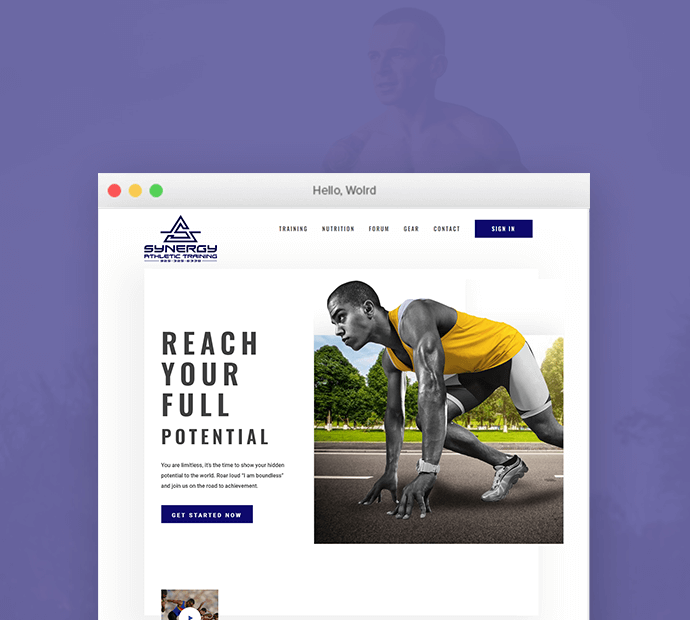 Hello, Wolrd
SYNERGY
ATHLETIC TRAINING
TRAINING NUTRITION FORUM GEAR CONTACT SIGN IN
REACH
YOUR
FULL
POTENTIAL
You are limitless, it's the time to show your hidden
potential to the world. Roar loud "I am boundless"
and join us on the road to achievement.
GET STARTED NOW